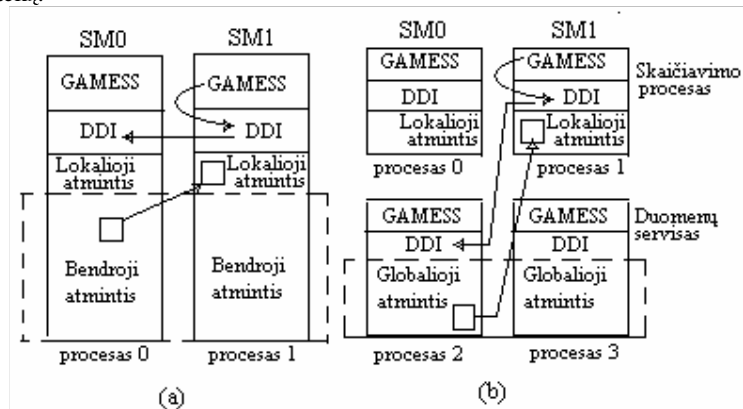 SM0
SM1
GAMESS
GAMESS
DDI
DDI
Lokalioji
atmintis
Lokalioji
atmintis
Bendroji
atmintis
Bendroji
atmintis
procesas 0
procesas 1
(a)
SM0
SM1
GAMESS
GAMESS
Skaičiavimo
procesas
DDI
DDI
Lokalioji
atmintis
Lokalioji
atmintis
procesas 0
procesas 1
GAMESS
GAMESS
Duomenų
servisas
DDI
DDI
Globalioji
atmintis
Globalioji
atmintis
procesas 2
procesas 3
(b)